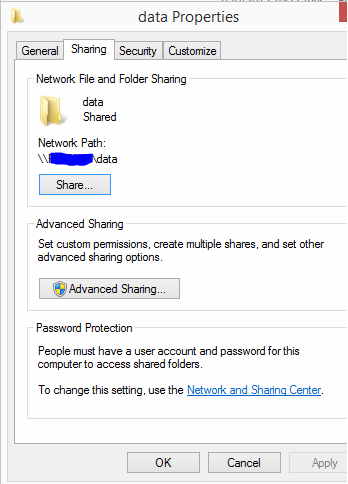 data Properties
General Sharing Security Customize
Network File and Folder Sharing
data
Shared
Network Path:
\\ \data
Share...
Advanced Sharing
Set custom permissions, create multiple shares, and set other
advanced sharing options.
Advanced Sharing...
Password Protection
People must have a user account and password for this
computer to access shared folders.
To change this setting, use the Network and Sharing Center.
OK Cancel Apply